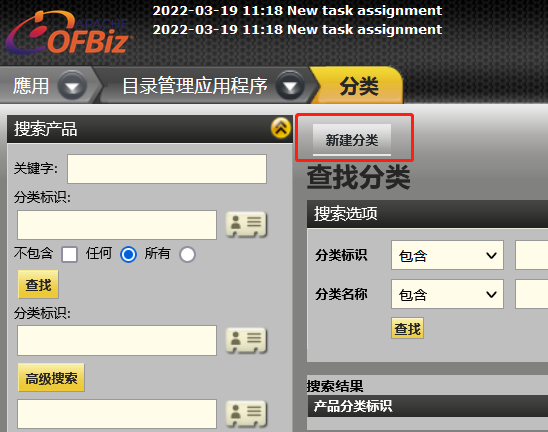 2022-03-19 11:18 New task assignment
2022-03-19 11:18 New task assignment
APACHE
OFBiz
應用
目录管理应用程序
分类
搜索产品
关键字:
分类标识:
不包含 任何 所有
查找
分类标识:
高级搜索
新建分类
查找分类
搜索选项
分类标识 包含
分类名称 包含
查找
搜索结果
产品分类标识